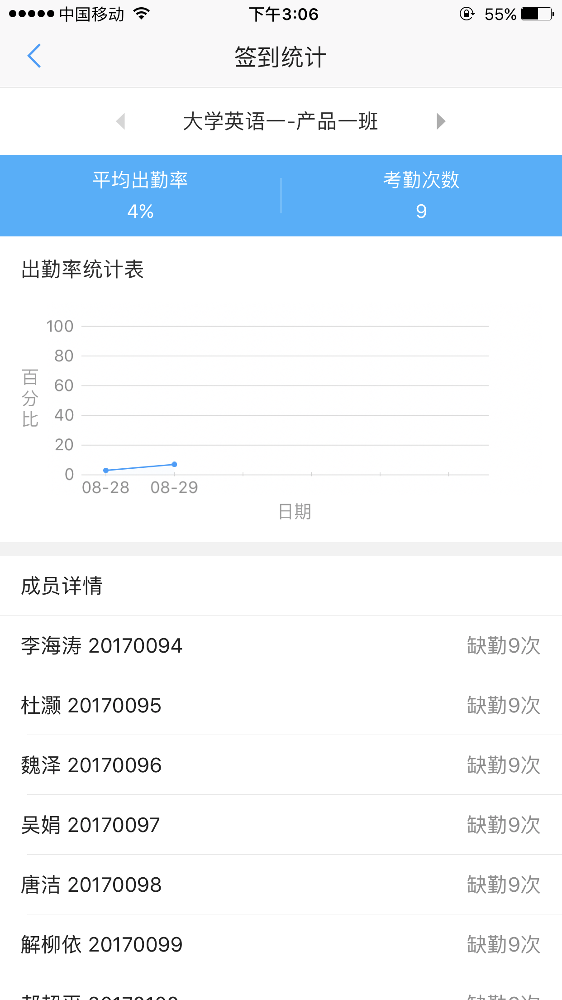 中国移动 下午3:06 55%
签到统计
大学英语一-产品一班
平均出勤率 考勤次数
4% 9
出勤率统计表
100
80
60
40
20
0
百分比
08-28 08-29
日期
成员详情
李海涛 20170094 缺勤9次
杜灏 20170095 缺勤9次
魏泽 20170096 缺勤9次
吴娟 20170097 缺勤9次
唐洁 20170098 缺勤9次
解柳依 20170099 缺勤9次
20170100 缺勤9次